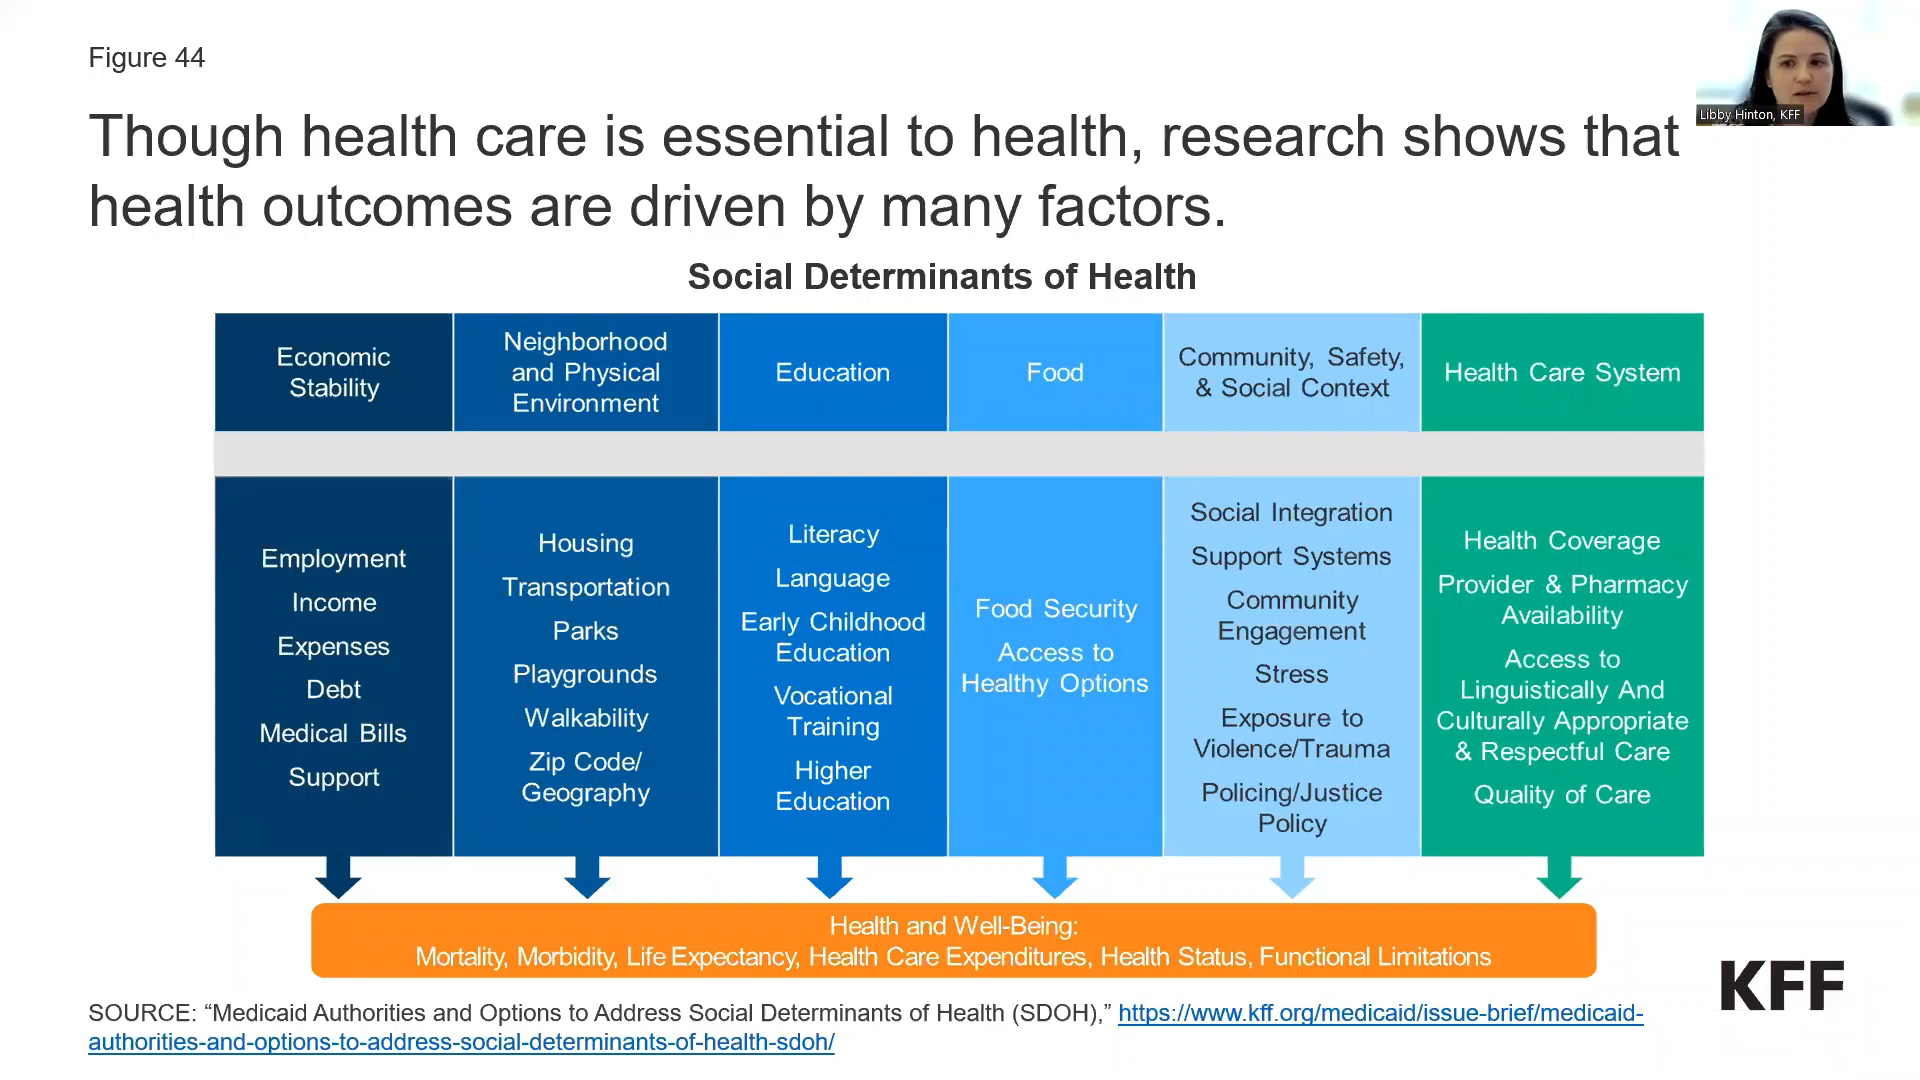 Figure 44
Libby Hinton, KFF
Though health care is essential to health, research shows that
health outcomes are driven by many factors.
Social Determinants of Health
Economic
Stability
Neighborhood
and Physical
Environment
Education
Food
Community, Safety,
& Social Context
Health Care System
Employment
Income
Expenses
Debt
Medical Bills
Support
Housing
Transportation
Parks
Playgrounds
Walkability
Zip Code/
Geography
Literacy
Language
Early Childhood
Education
Vocational
Training
Higher
Education
Food Security
Access to
Healthy Options
Social Integration
Support Systems
Community
Engagement
Stress
Exposure to
Violence/Trauma
Policing/Justice
Policy
Health Coverage
Provider & Pharmacy
Availability
Access to
Linguistically And
Culturally Appropriate
& Respectful Care
Quality of Care
Health and Well-Being:
Mortality, Morbidity, Life Expectancy, Health Care Expenditures, Health Status, Functional Limitations
SOURCE: “Medicaid Authorities and Options to Address Social Determinants of Health (SDOH),” https://www.kff.org/medicaid/issue-brief/medicaid-
authorities-and-options-to-address-social-determinants-of-health-sdoh/
KFF